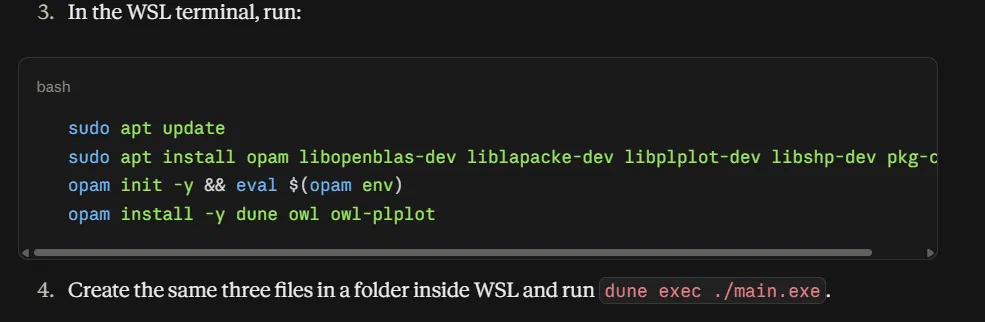 3. In the WSL terminal, run:
bash
sudo apt update
sudo apt install opam libopenblas-dev liblapacke-dev libplplot-dev libshp-dev
opam init -y && eval $(opam env)
opam install -y dune owl owl-plplot
4. Create the same three files in a folder inside WSL and run dune exec ./main.exe.